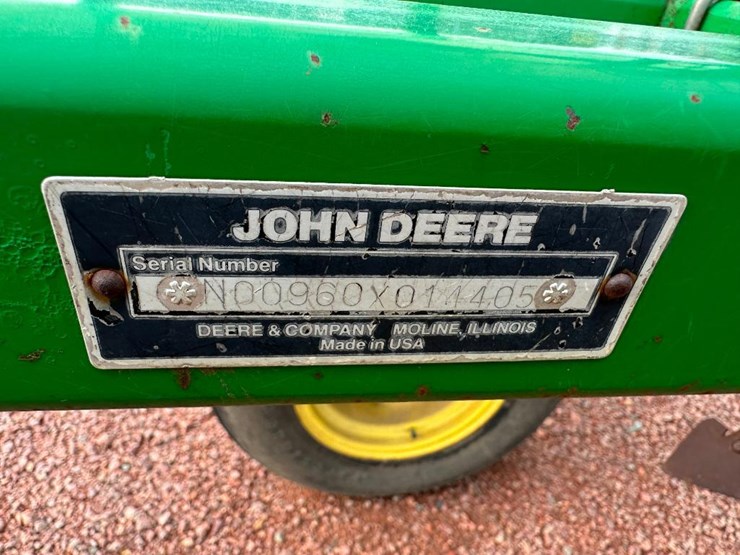 JOHN DEERE
Serial Number
N00960X014405
DEERE & COMPANY MOLINE, ILLINOIS
Made in USA